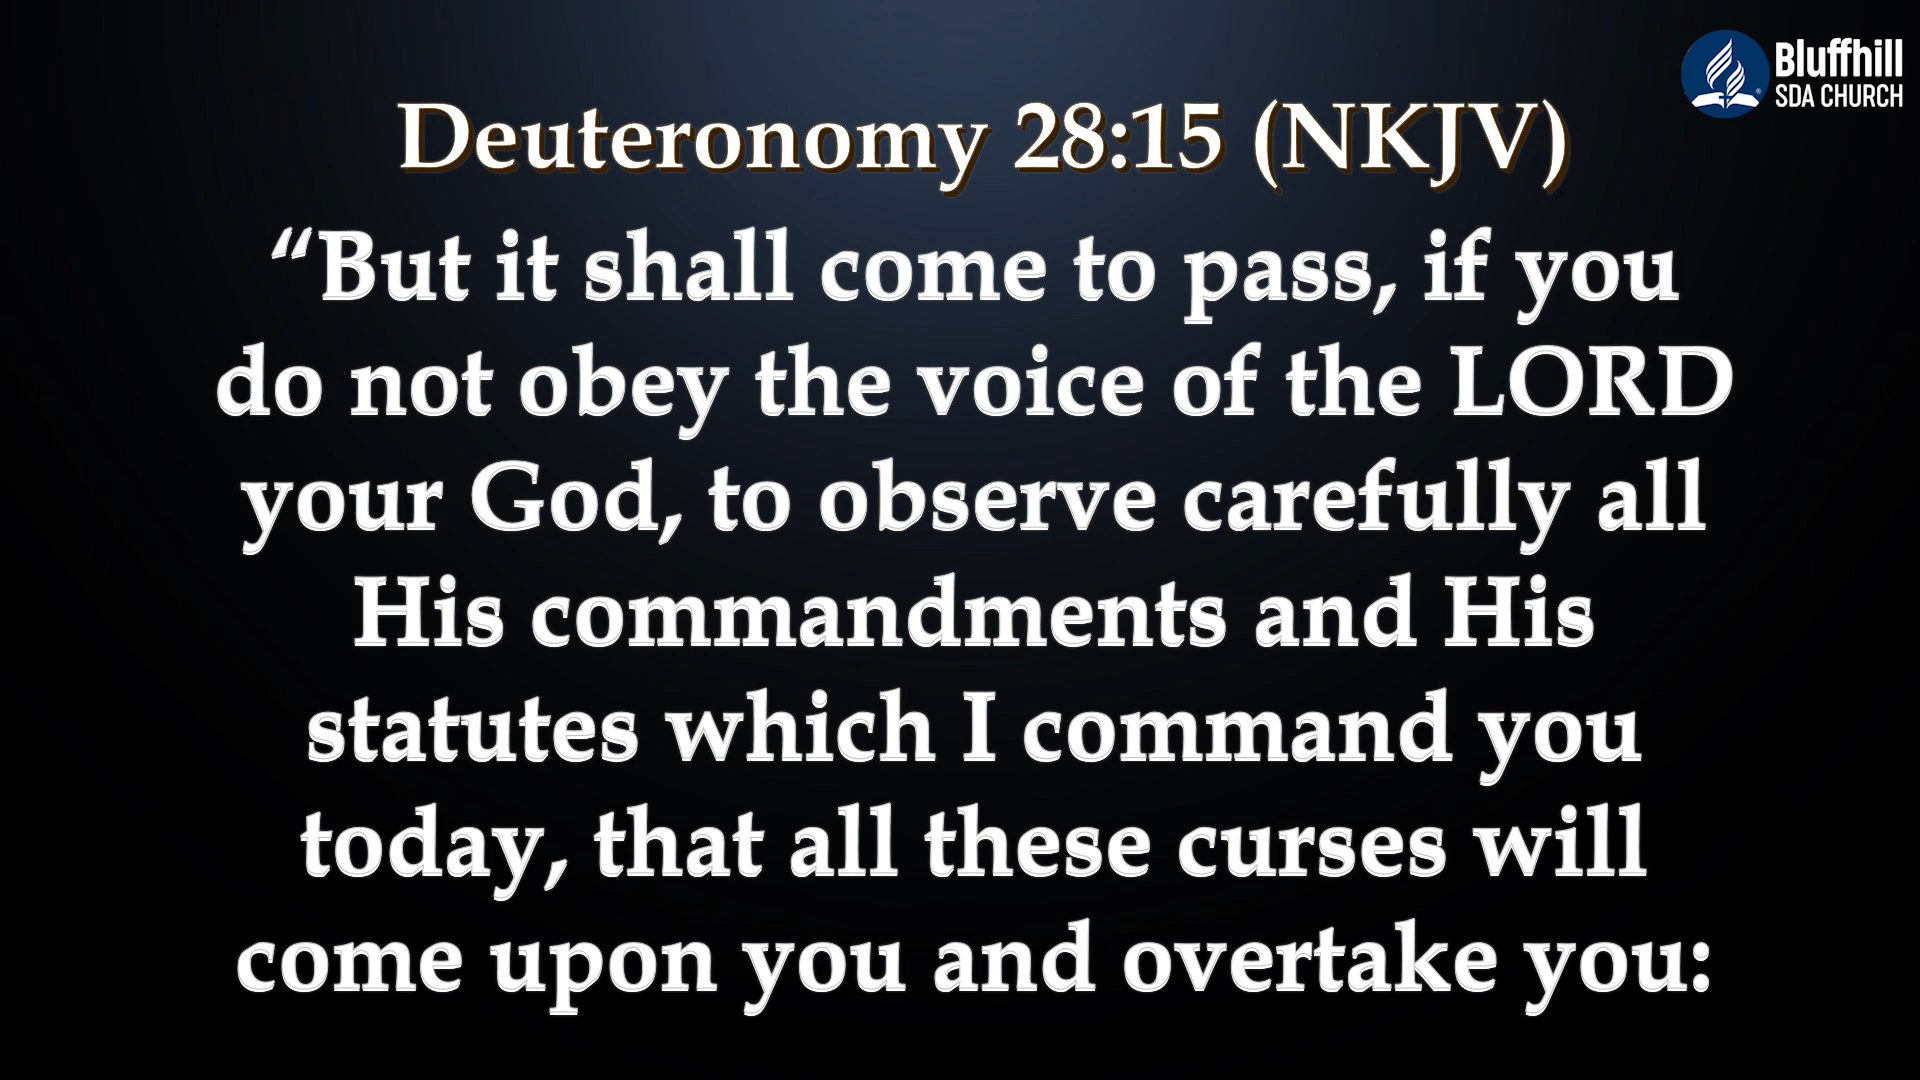 Bluffhill
SDA CHURCH
Deuteronomy 28:15 (NKJV)
“But it shall come to pass, if you
do not obey the voice of the LORD
your God, to observe carefully all
His commandments and His
statutes which I command you
today, that all these curses will
come upon you and overtake you: